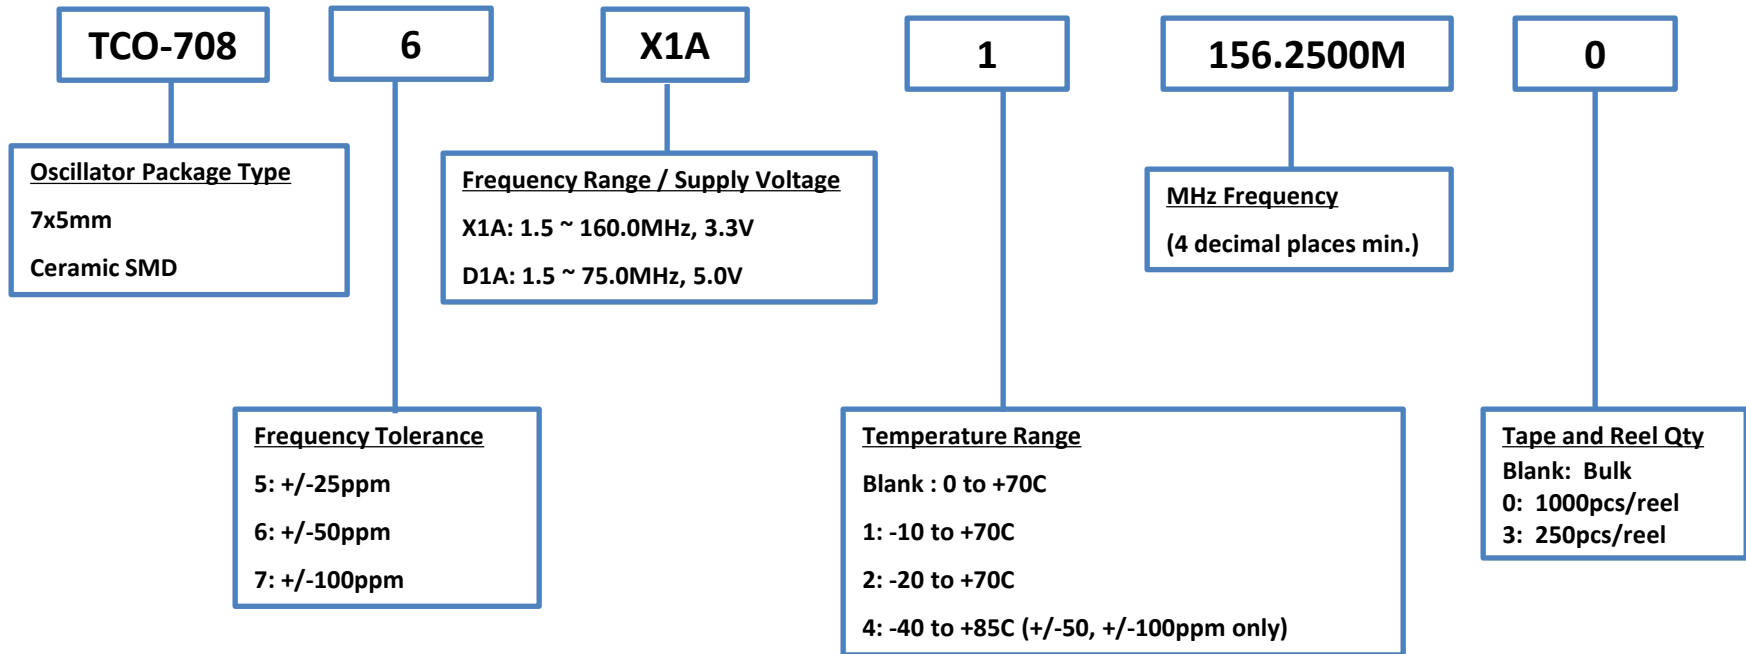 TCO-708
6
X1A
1
156.2500M
0
Oscillator Package Type
7x5mm
Ceramic SMD
Frequency Range / Supply Voltage
X1A: 1.5 ~ 160.0MHz, 3.3V
D1A: 1.5 ~ 75.0MHz, 5.0V
MHz Frequency
(4 decimal places min.)
Frequency Tolerance
5: +/-25ppm
6: +/-50ppm
7: +/-100ppm
Temperature Range
Blank : 0 to +70C
1: -10 to +70C
2: -20 to +70C
4: -40 to +85C (+/-50, +/-100ppm only)
Tape and Reel Qty
Blank: Bulk
0: 1000pcs/reel
3: 250pcs/reel